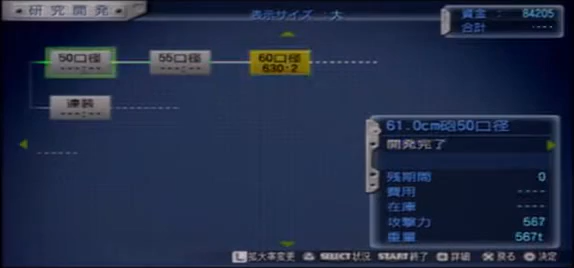 研究開発
表示サイズ：大
資金： 84205
合計 ----
50口径
---:--
55口径
---:--
60口径
630:2
連装
---:--
61.0cm砲50口径
開発完了
残期間 0
費用 ----
在庫 ----
攻撃力 567
重量 567t
L 拡大率変更 SELECT 状況 START 終了 詳細 戻る 決定